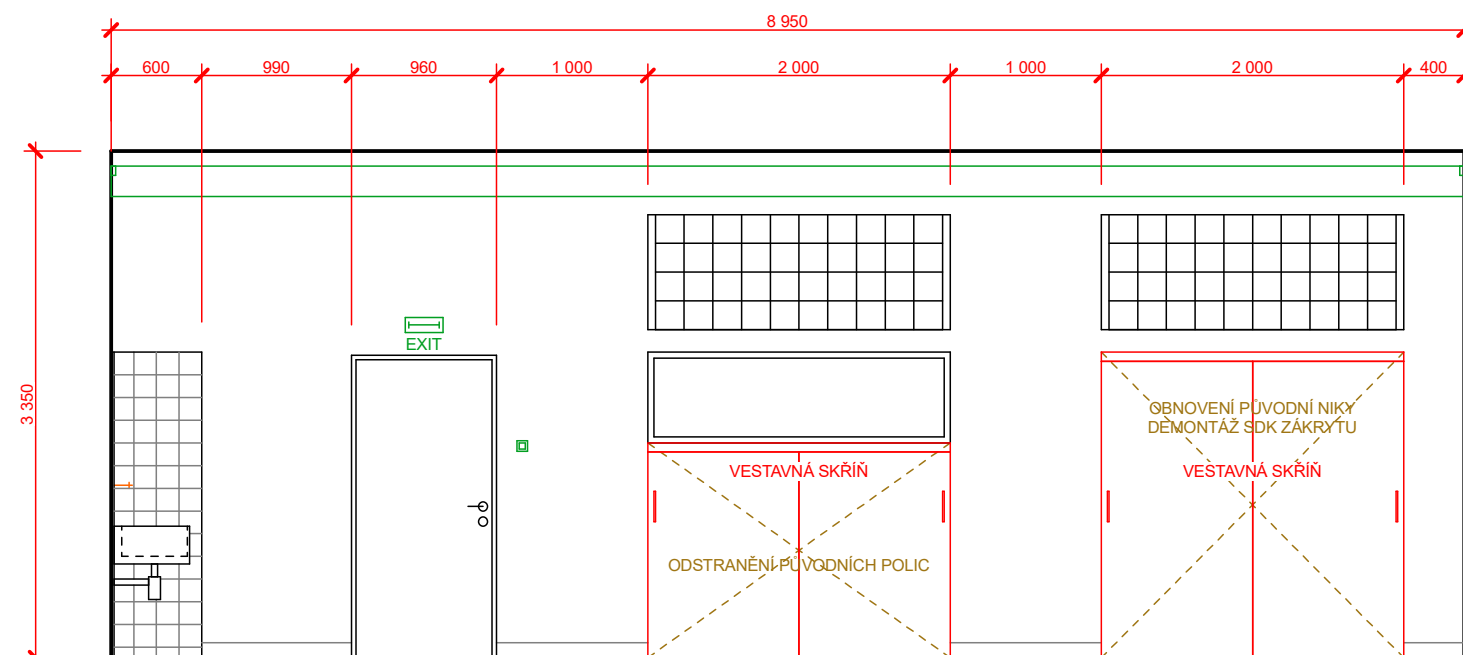 8 950
600
990
960
1 000
2 000
1 000
2 000
400
3 350
EXIT
OBNOVENÍ PŮVODNÍ NIKY
DEMONTÁŽ SDK ZÁKRYTU
VESTAVNÁ SKŘÍŇ
VESTAVNÁ SKŘÍŇ
ODSTRANĚNÍ PŮVODNÍCH POLIC